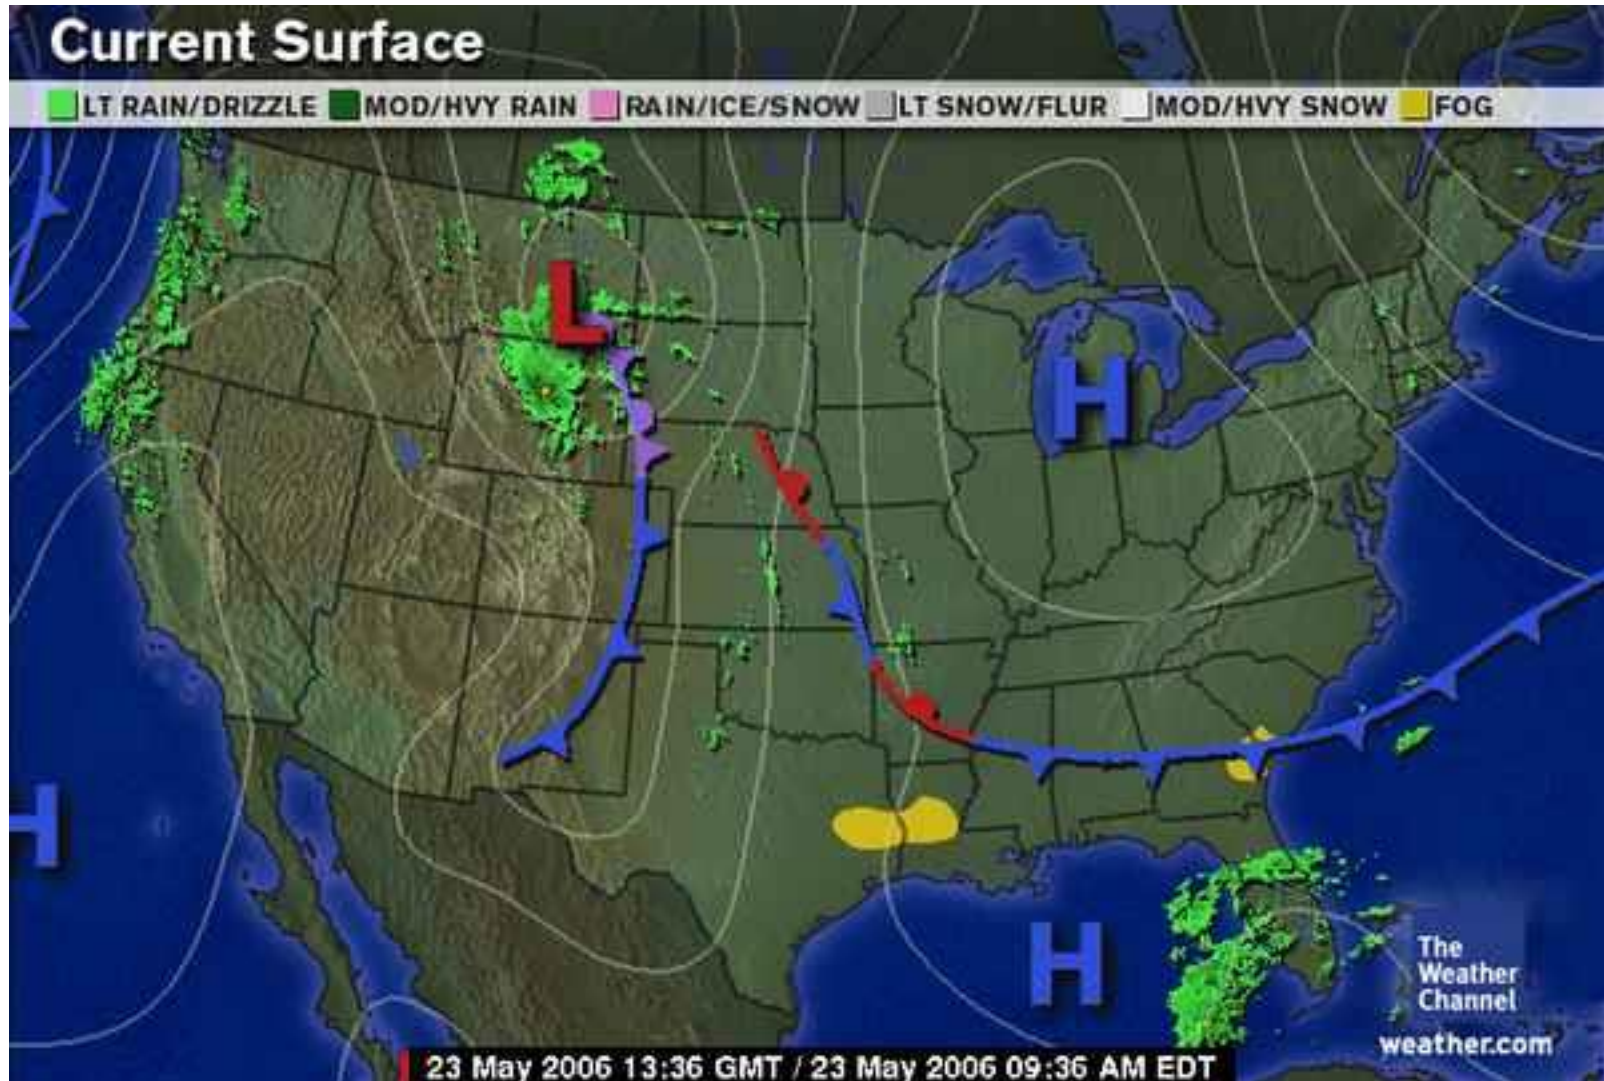 Current Surface
LT RAIN/DRIZZLE MOD/HVY RAIN RAIN/ICE/SNOW LT SNOW/FLUR MOD/HVY SNOW FOG
L
H
H
H
The
Weather
Channel
weather.com
23 May 2006 13:36 GMT / 23 May 2006 09:36 AM EDT